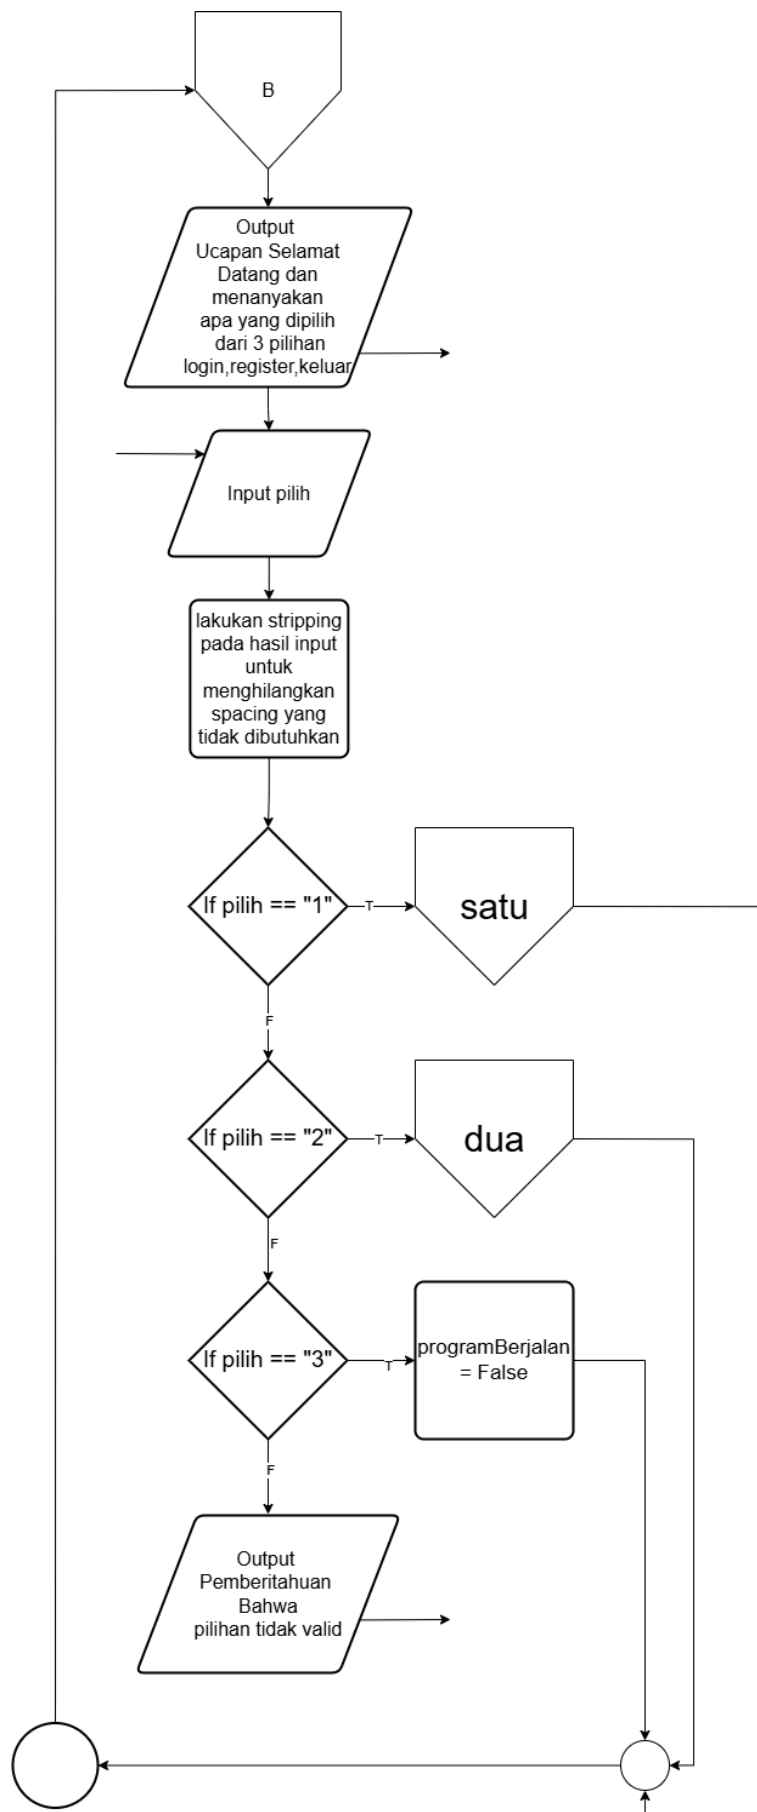 B
Output
Ucapan Selamat
Datang dan
menanyakan
apa yang dipilih
dari 3 pilihan
login,register,keluar
Input pilih
lakukan stripping
pada hasil input
untuk
menghilangkan
spacing yang
tidak dibutuhkan
If pilih == "1"
T
satu
F
If pilih == "2"
T
dua
F
If pilih == "3"
T
programBerjalan
= False
F
Output
Pemberitahuan
Bahwa
pilihan tidak valid